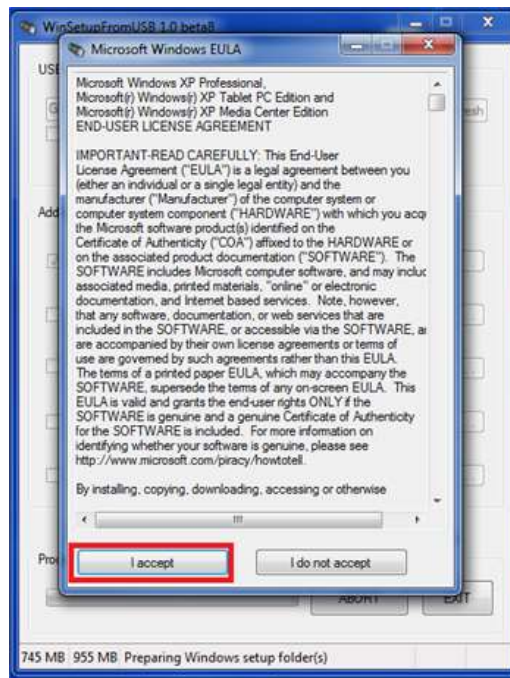 WinSetupFromUSB 1.0 beta8
Microsoft Windows EULA
Microsoft Windows XP Professional,
Microsoft(r) Windows(r) XP Tablet PC Edition and
Microsoft(r) Windows(r) XP Media Center Edition
END-USER LICENSE AGREEMENT
IMPORTANT-READ CAREFULLY: This End-User
License Agreement ("EULA") is a legal agreement between you
(either an individual or a single legal entity) and the
manufacturer ("Manufacturer") of the computer system or
computer system component ("HARDWARE") with which you acqu
the Microsoft software product(s) identified on the
Certificate of Authenticity ("COA") affixed to the HARDWARE or
on the associated product documentation ("SOFTWARE"). The
SOFTWARE includes Microsoft computer software, and may includ
associated media, printed materials, "online" or electronic
documentation, and Internet based services. Note, however,
that any software, documentation, or web services that are
included in the SOFTWARE, or accessible via the SOFTWARE, a
are accompanied by their own license agreements or terms of
use are governed by such agreements rather than this EULA.
The terms of a printed paper EULA, which may accompany the
SOFTWARE, supersede the terms of any on-screen EULA. This
EULA is valid and grants the end-user rights ONLY if the
SOFTWARE is genuine and a genuine Certificate of Authenticity
for the SOFTWARE is included. For more information on
identifying whether your software is genuine, please see
http://www.microsoft.com/piracy/howtotell.
By installing, copying, downloading, accessing or otherwise
I accept
I do not accept
ABORT
EXIT
745 MB 955 MB Preparing Windows setup folder(s)